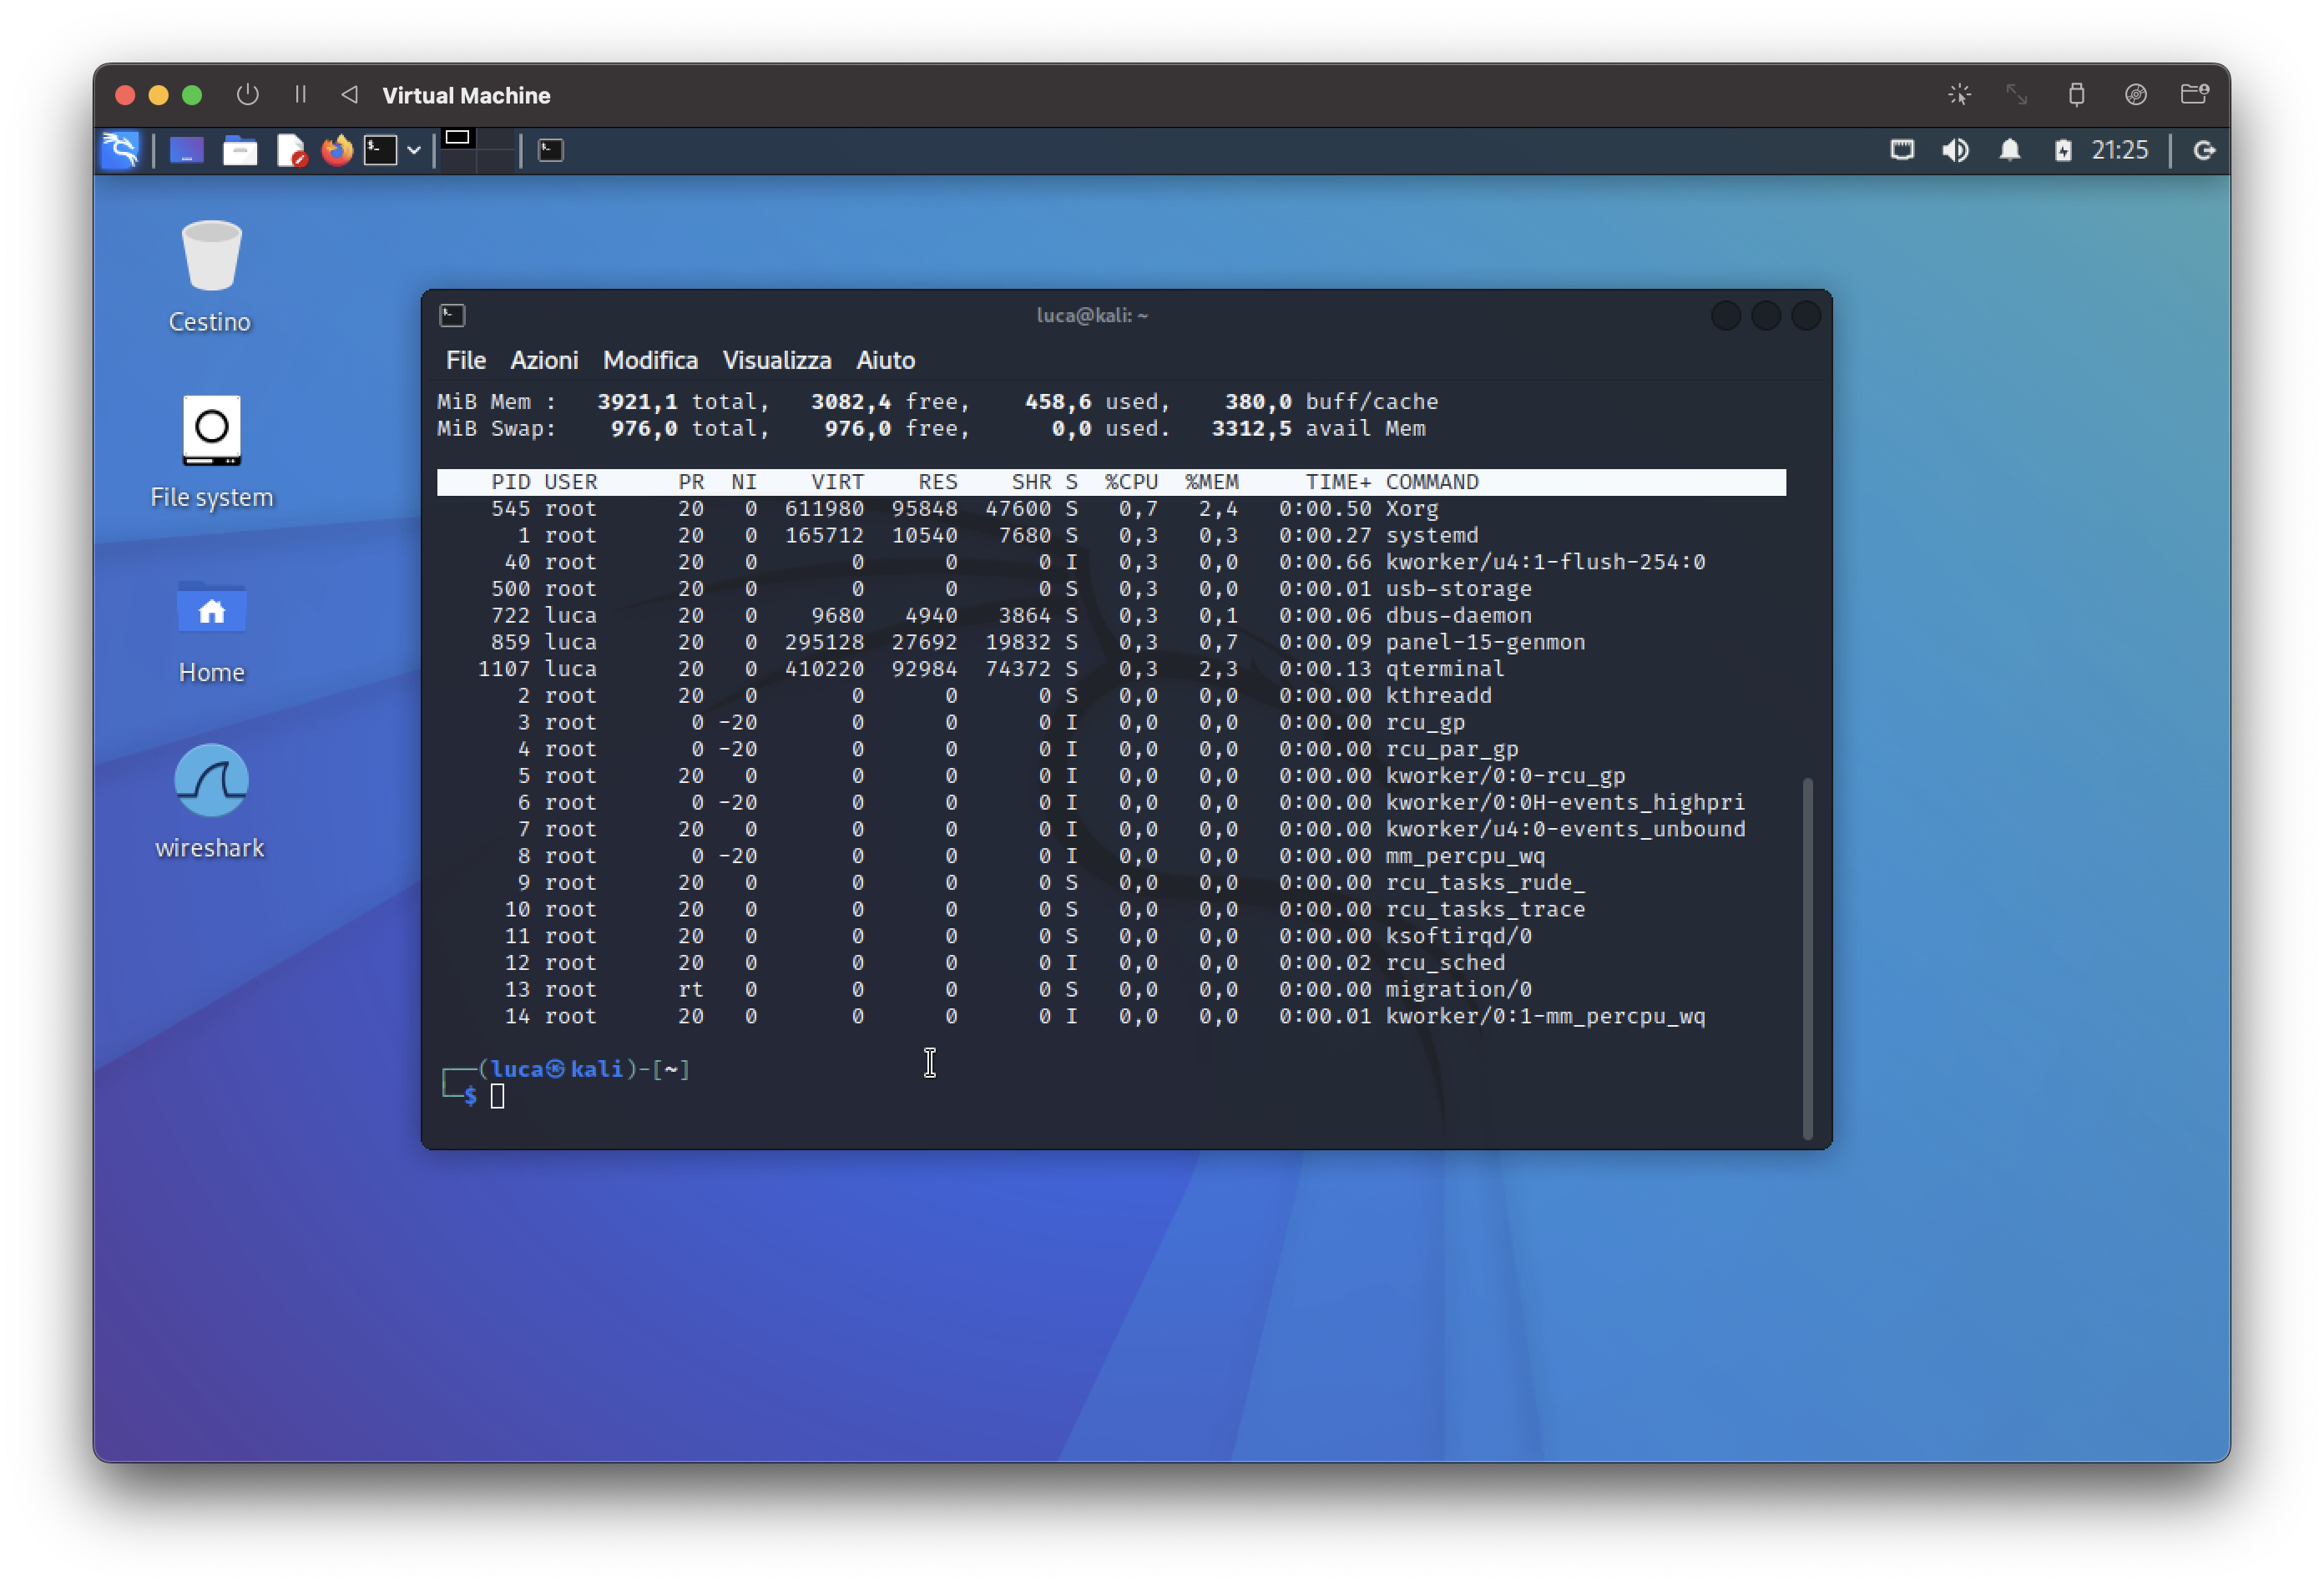 Virtual Machine
21:25
Cestino
File system
Home
wireshark
luca@kali: ~
File Azioni Modifica Visualizza Aiuto
MiB Mem : 3921,1 total, 3082,4 free, 458,6 used, 380,0 buff/cache
MiB Swap: 976,0 total, 976,0 free, 0,0 used. 3312,5 avail Mem
PID USER PR NI VIRT RES SHR S %CPU %MEM TIME+ COMMAND
545 root 20 0 611980 95848 47600 S 0,7 2,4 0:00.50 Xorg
1 root 20 0 165712 10540 7680 S 0,3 0,3 0:00.27 systemd
40 root 20 0 0 0 0 I 0,3 0,0 0:00.66 kworker/u4:1-flush-254:0
500 root 20 0 0 0 0 S 0,3 0,0 0:00.01 usb-storage
722 luca 20 0 9680 4940 3864 S 0,3 0,1 0:00.06 dbus-daemon
859 luca 20 0 295128 27692 19832 S 0,3 0,7 0:00.09 panel-15-genmon
1107 luca 20 0 410220 92984 74372 S 0,3 2,3 0:00.13 qterminal
2 root 20 0 0 0 0 S 0,0 0,0 0:00.00 kthreadd
3 root 0 -20 0 0 0 I 0,0 0,0 0:00.00 rcu_gp
4 root 0 -20 0 0 0 I 0,0 0,0 0:00.00 rcu_par_gp
5 root 20 0 0 0 0 I 0,0 0,0 0:00.00 kworker/0:0-rcu_gp
6 root 0 -20 0 0 0 I 0,0 0,0 0:00.00 kworker/0:0H-events_highpri
7 root 20 0 0 0 0 I 0,0 0,0 0:00.00 kworker/u4:0-events_unbound
8 root 0 -20 0 0 0 I 0,0 0,0 0:00.00 mm_percpu_wq
9 root 20 0 0 0 0 S 0,0 0,0 0:00.00 rcu_tasks_rude_
10 root 20 0 0 0 0 S 0,0 0,0 0:00.00 rcu_tasks_trace
11 root 20 0 0 0 0 S 0,0 0,0 0:00.00 ksoftirqd/0
12 root 20 0 0 0 0 I 0,0 0,0 0:00.02 rcu_sched
13 root rt 0 0 0 0 S 0,0 0,0 0:00.00 migration/0
14 root 20 0 0 0 0 I 0,0 0,0 0:00.01 kworker/0:1-mm_percpu_wq
┌──(luca㉿kali)-[~]
└─$